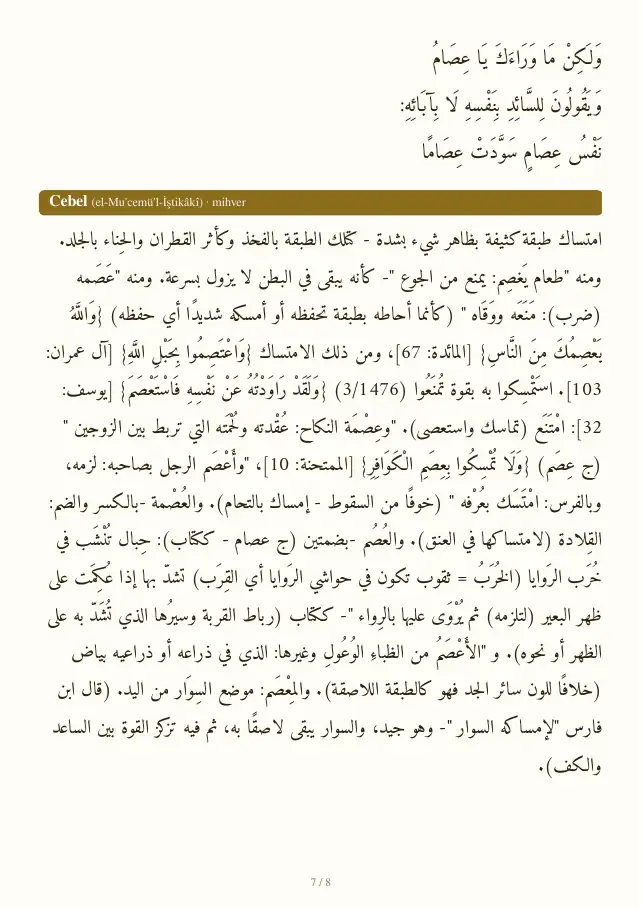 وَلَكِنْ مَا وَرَاءَكَ يَا عِصَامُ
وَيَقُولُونَ لِلسَّائِدِ بِنَفْسِهِ لَا بِآبَائِهِ:
نَفْسُ عِصَامٍ سَوَّدَتْ عِصَامًا
Cebel (el-Mu'cemü'l-İştikâkî) · mihver
امتساك طبقة كثيفة بظاهر شيء بشدة - كتلك الطبقة بالفخذ وكأثر القطران والحِناء بالجلد.
ومنه "طعام يَعْصِم: يمنع من الجوع "- كأنه يبقى في البطن لا يزول بسرعة. ومنه "عَصَمه
(ضرب): مَنَعَه ووَقَاه " (كأنما أحاطه بطبقة تحفظه أو أمسكه شديدًا أي حفظه) {وَاللَّهُ
يَعْصِمُكَ مِنَ النَّاسِ} [المائدة: 67]، ومن ذلك الامتساك {وَاعْتَصِمُوا بِحَبْلِ اللَّهِ} [آل عمران:
103]. استَمْسِكوا به بقوة تُمنَعُوا (3/1476) {وَلَقَدْ رَاوَدْتُهُ عَنْ نَفْسِهِ فَاسْتَعْصَمَ} [يوسف:
32]: امْتَنَع (تماسك واستعصى). "وعِصْمَة النكاح: عُقْدته ولُحْمَته التي تربط بين الزوجين "
(ج عِصَم) {وَلَا تُمْسِكُوا بِعِصَمِ الْكَوَافِرِ} [الممتحنة: 10]، "وأَعْصَم الرجل بصاحبه: لزمه،
وبالفرس: امْتَسَك بعُرْفه " (خوفًا من السقوط - إمساك بالتحام). والعُصْمة -بالكسر والضم:
القِلادة (لامتساكها في العنق). والعُصُم -بضمتين (ج عصام - ككتاب): حِبال تُنْشَب في
خُرَب الرَوايا (الخُرَبُ = ثقوب تكون في حواشي الرَوايا أي القِرَب) تشدّ بها إذا عُكِمَت على
ظهر البعير (لتلزمه) ثم يُرْوَى عليها بالرِواء "- ككتاب (رباط القربة وسيرُها الذي تُشَدّ به على
الظهر أو نحوه). و "الأَعْصَمُ من الظباءِ الوُعُولِ وغيرها: الذي في ذراعه أو ذراعيه بياض
(خلافًا للون سائر الجد فهو كالطبقة اللاصقة). والمِعْصَم: موضع السِوَار من اليد. (قال ابن
فارس "لإمساكه السوار "- وهو جيد، والسوار يبقى لاصقًا به، ثم فيه تركز القوة بين الساعد
والكف).
7 / 8